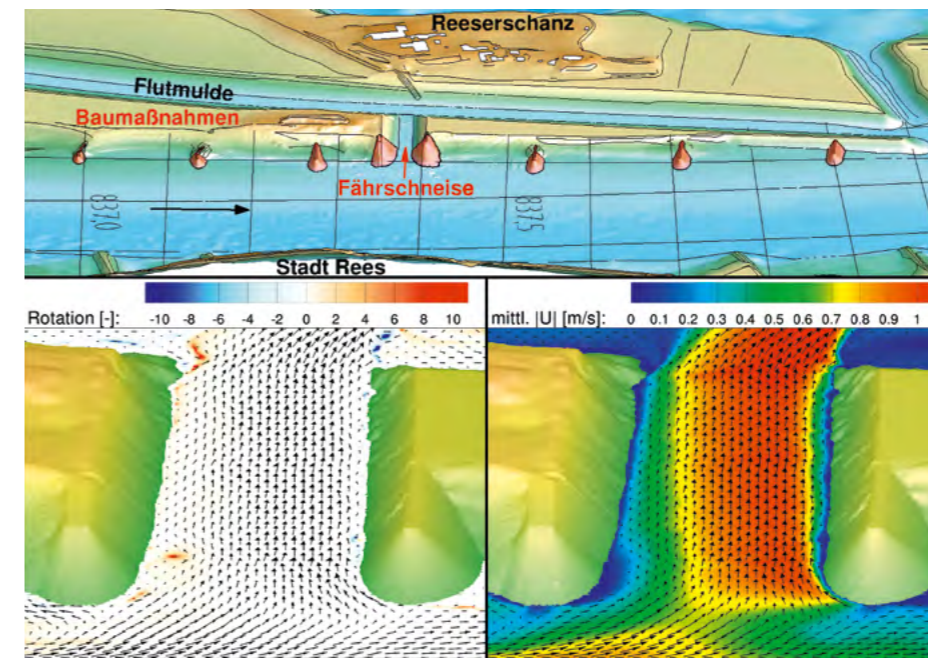 Reeserschanz
Flutmulde
Baumaßnahmen
Fährschneise
837,0
837,5
Stadt Rees
Rotation [-]: -10 -8 -6 -4 -2 0 2 4 6 8 10
mittl. |U| [m/s]: 0 0.1 0.2 0.3 0.4 0.5 0.6 0.7 0.8 0.9 1